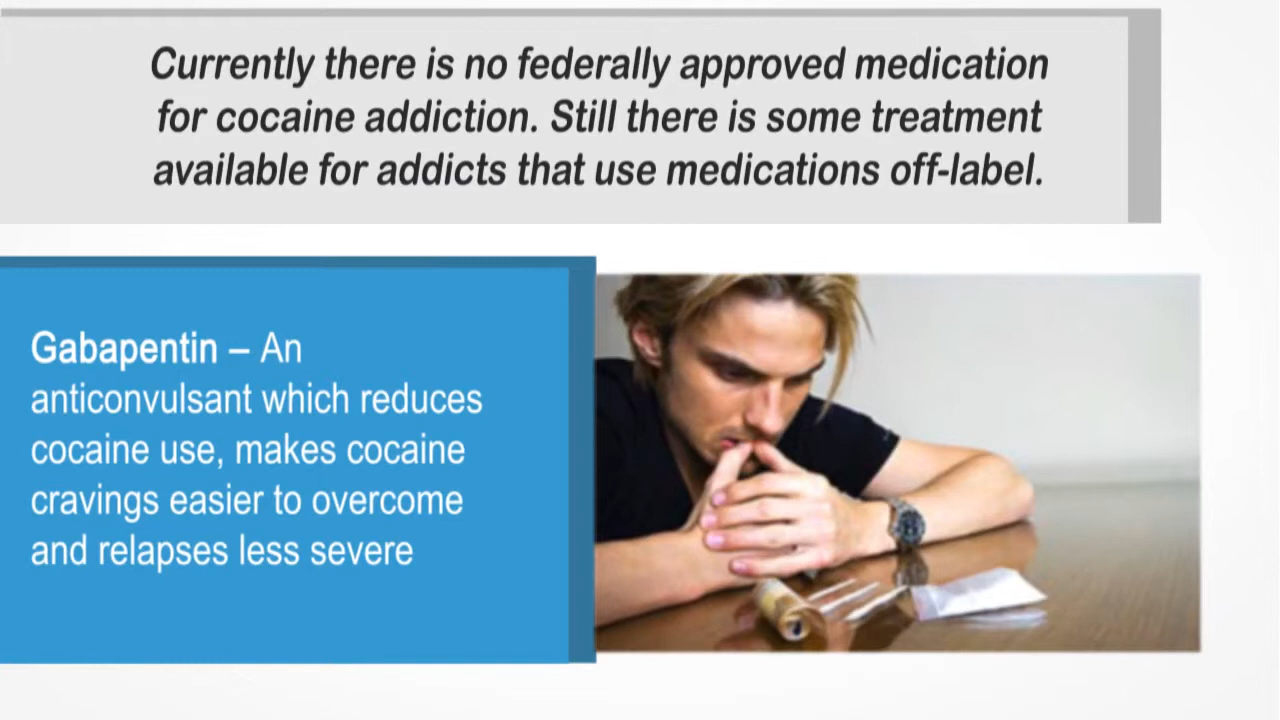 Currently there is no federally approved medication
for cocaine addiction. Still there is some treatment
available for addicts that use medications off-label.
Gabapentin – An
anticonvulsant which reduces
cocaine use, makes cocaine
cravings easier to overcome
and relapses less severe